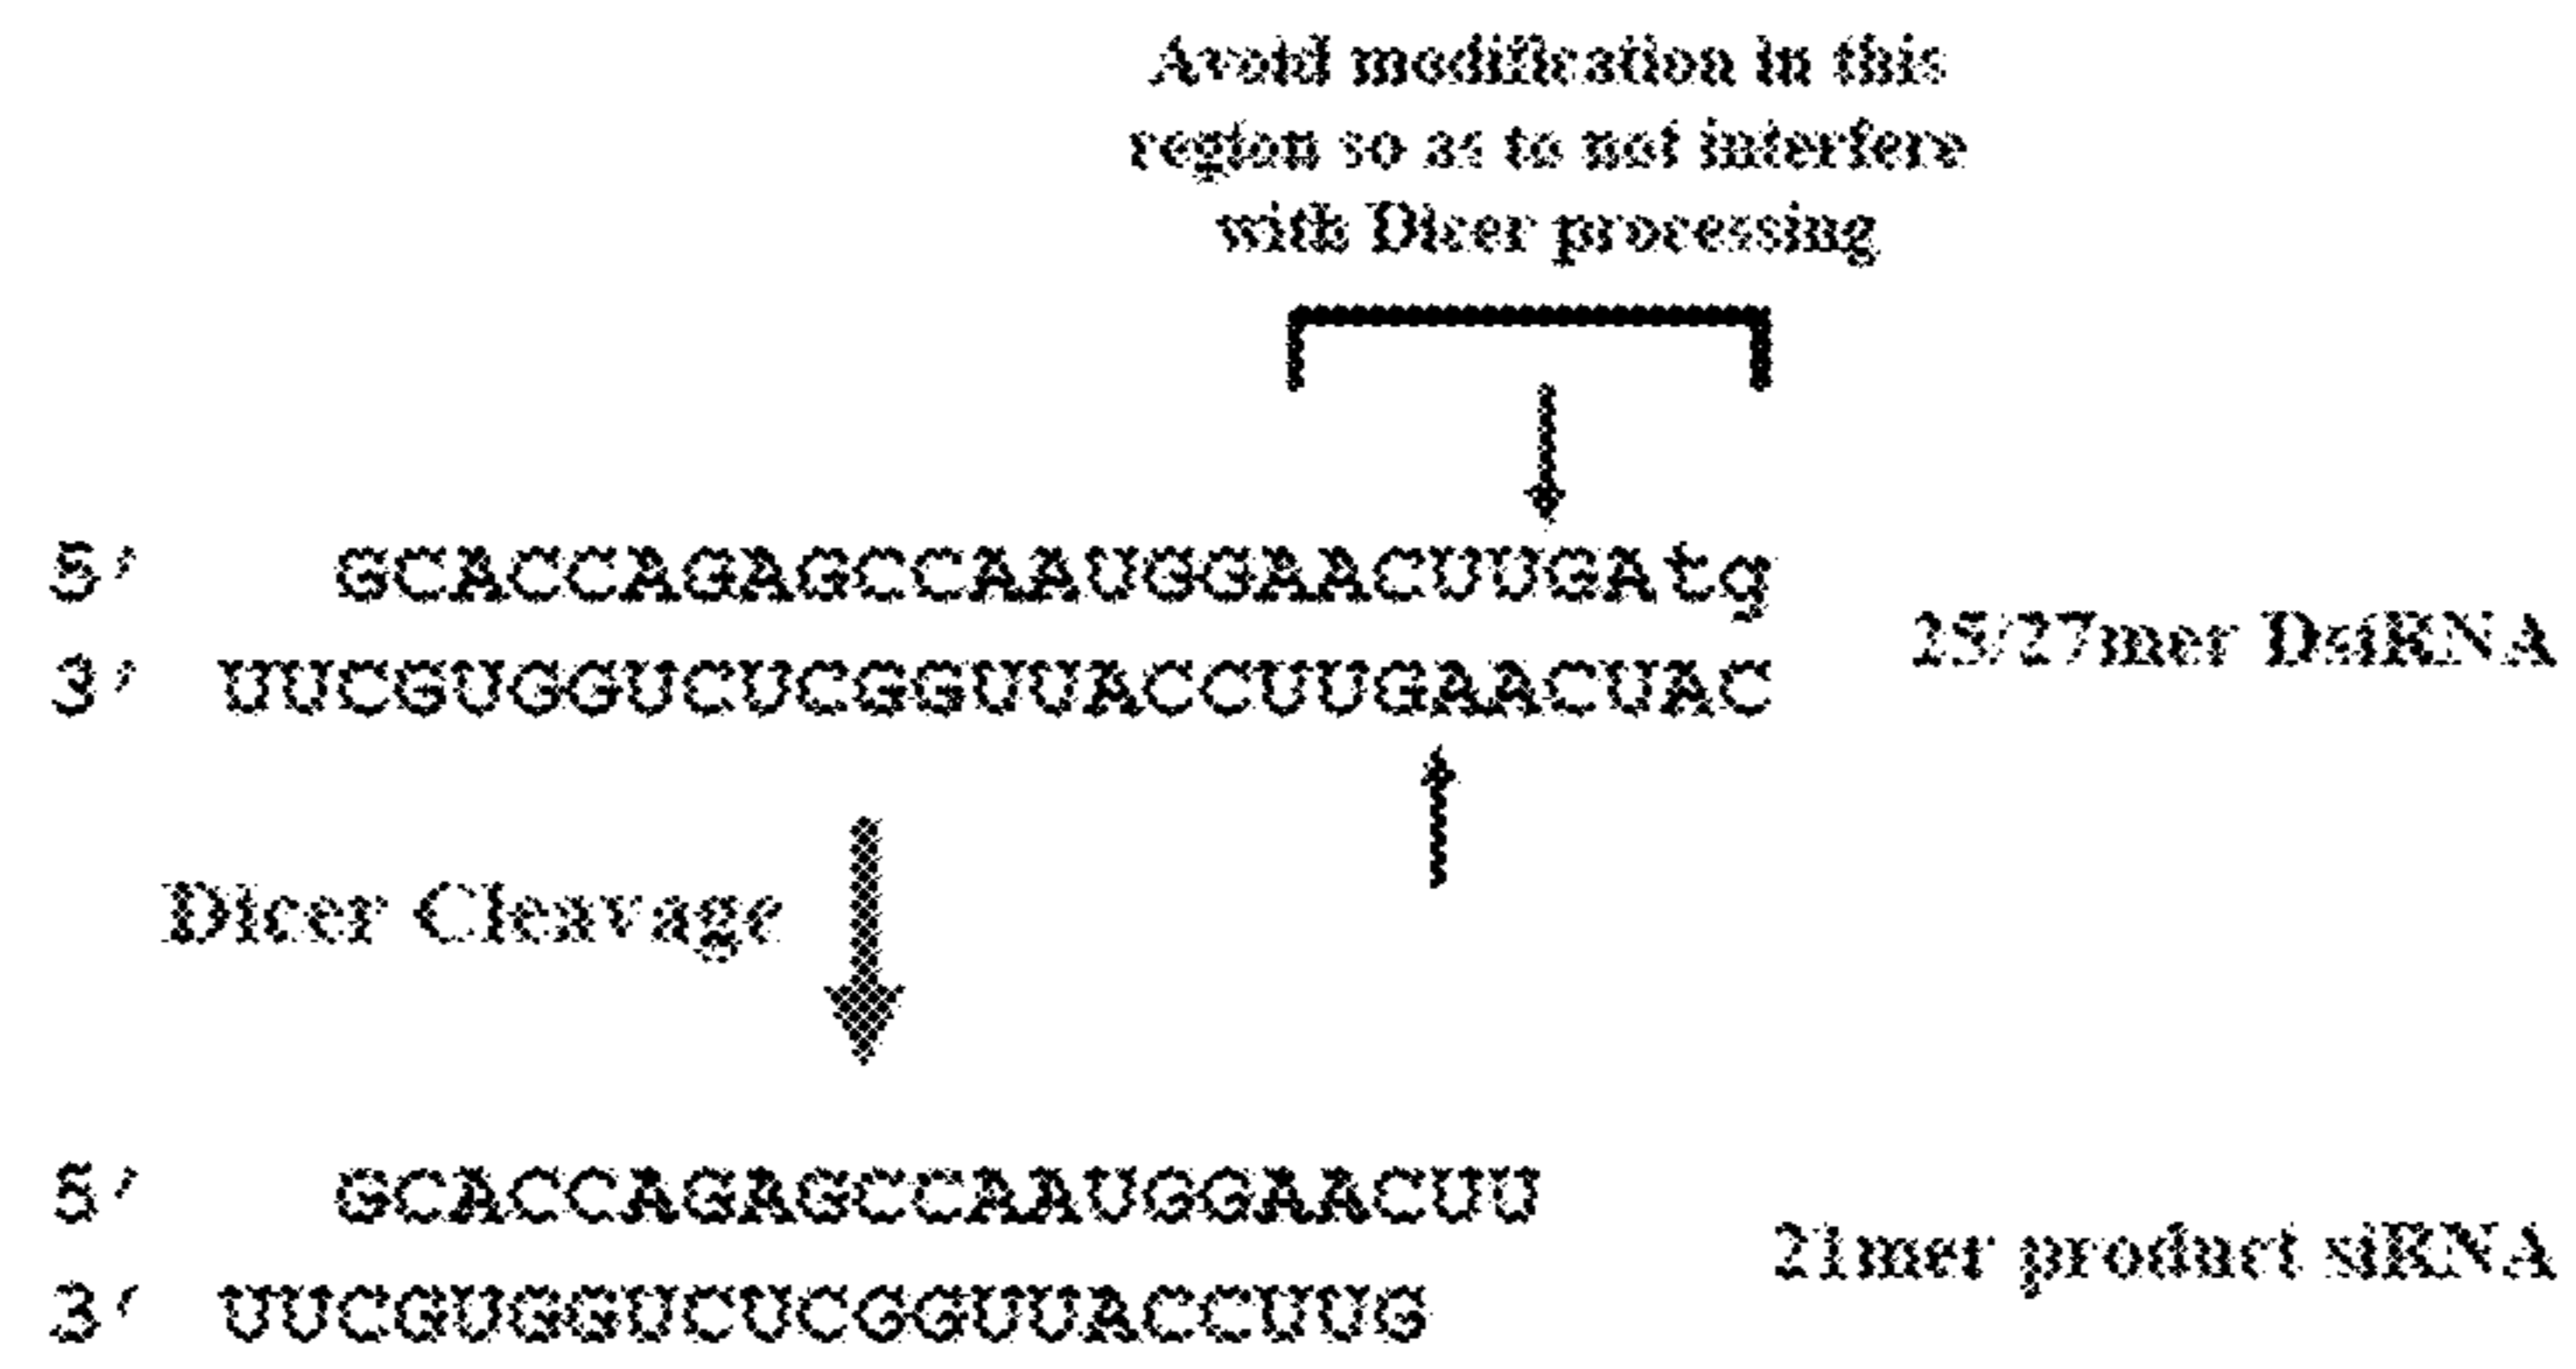 Avoid modification in this
region so as to not interfere
with Dicer processing
5' GCACCAGAGCCAAUGGAACUUGAtg
25/27mer DsiRNA
3' UUCGUGGUCUCGGUUACCUUGAACUAC
Dicer Cleavage
5' GCACCAGAGCCAAUGGAACUU
21mer product siRNA
3' UUCGUGGUCUCGGUUACCUUG